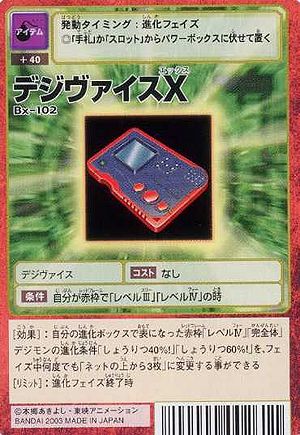 アイテム
+40
発動タイミング：進化フェイズ
◎「手札」か「スロット」からパワーボックスに伏せて置く
デジヴァイスX
エックス
Bx-102
デジヴァイス
コスト なし
条件 自分が赤枠で「レベルⅢ」「レベルⅣ」の時
[効果]：自分の進化ボックスで表になった赤枠「レベルⅣ」「完全体」
デジモンの進化条件「しょうりつ40%!」「しょうりつ60%!」を、フェ
イズ中何度でも「ネットの上から3枚」に変更する事ができる
[リミット]：進化フェイズ終了時
©本郷あきよし・東映アニメーション
BANDAI 2003 MADE IN JAPAN